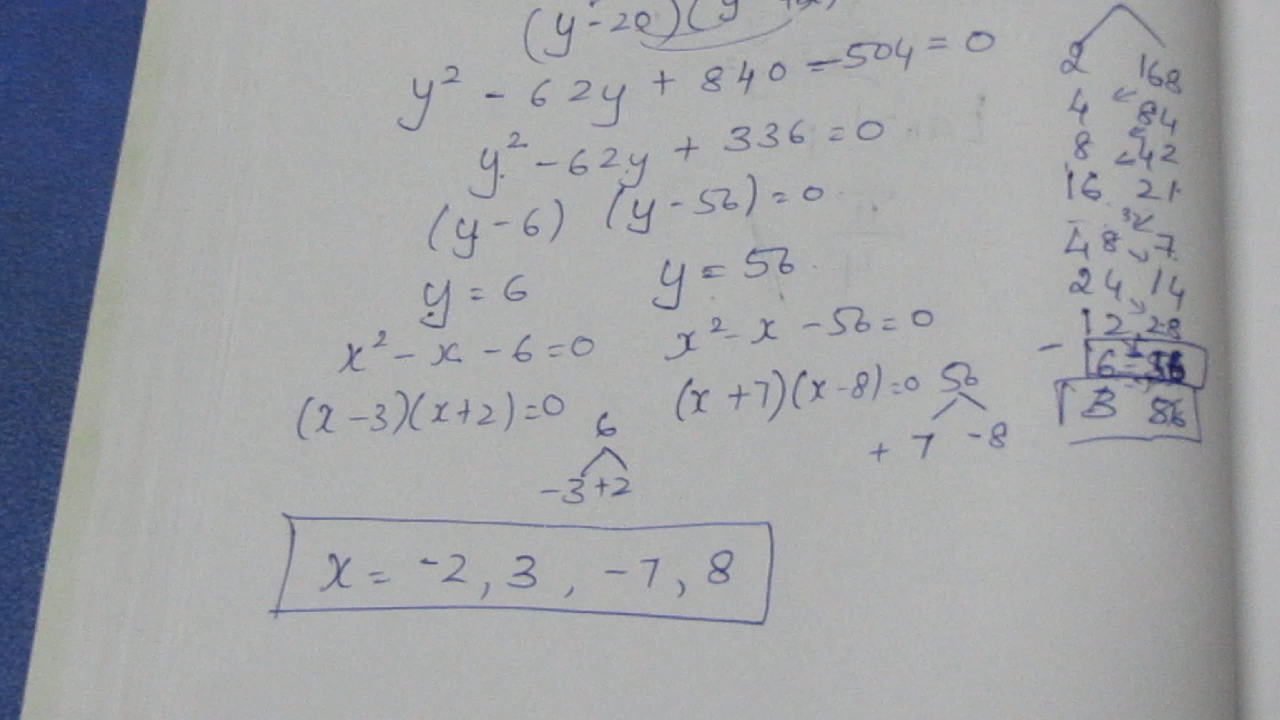 (y-20)(y
y² - 62y + 840 - 504 = 0
y² - 62y + 336 = 0
(y-6) (y-56) = 0
y = 6 y = 56
x² - x - 6 = 0 x² - x - 56 = 0
(x-3)(x+2)=0 (x+7)(x-8)=0
6 56
-3 +2 +7 -8
x = -2, 3, -7, 8
2 168
4 84
8 42
16 21
48 7
24 14
12 28
6 56